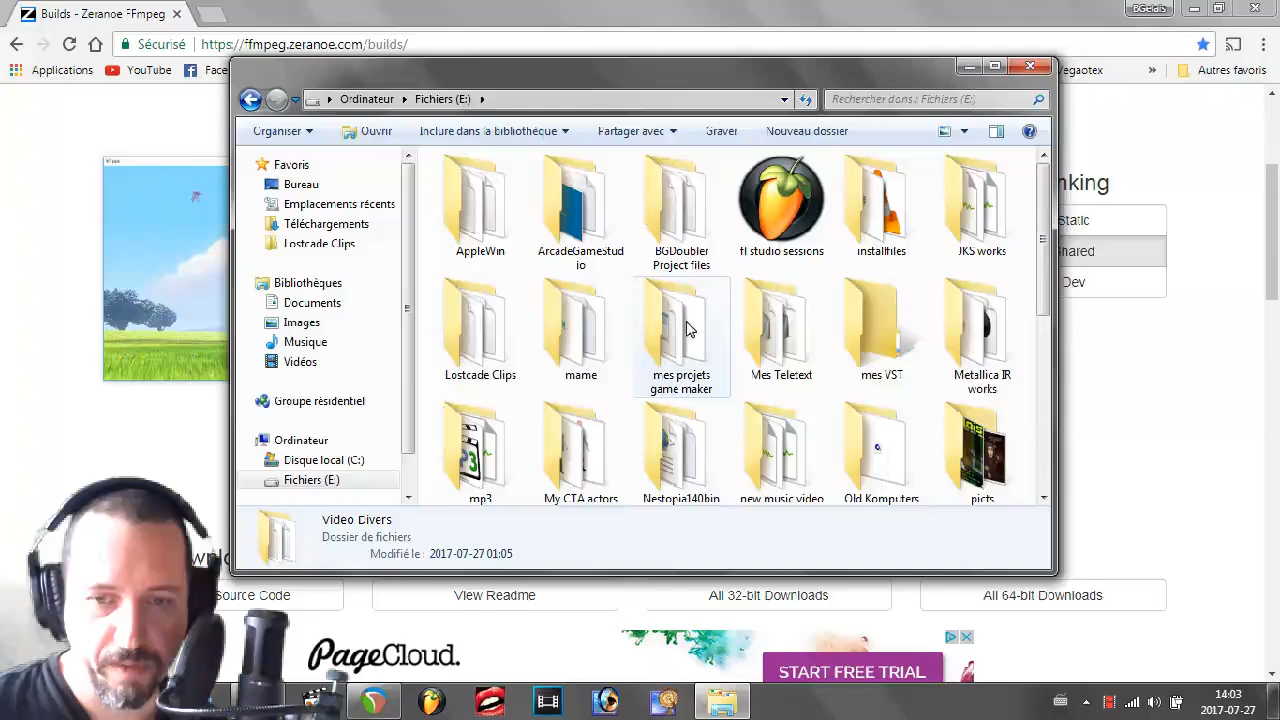 Builds - Zeranoe FFmpeg
BGelais
Sécurisé https://ffmpeg.zeranoe.com/builds/
Applications YouTube Vegaotex » Autres favoris
Ordinateur Fichiers (E:)
Rechercher dans : Fichiers (E:)
Organiser Ouvrir Inclure dans la bibliothèque Partager avec Graver Nouveau dossier
Favoris
Bureau
Emplacements récents
Téléchargements
Lostcade Clips
Bibliothèques
Documents
Images
Musique
Vidéos
Groupe résidentiel
Ordinateur
Disque local (C:)
Fichiers (E:)
AppleWin
ArcadeGameStud
io
BGDoubler
Project files
fl studio sessions
installfiles
JKS works
Lostcade Clips
mame
mes projets
game maker
Mes Teletext
mes VST
Metallica IR
works
mp3
My CTA actors
Nestopia140bin
new music video
Old Komputers
picts
Video Divers
Dossier de fichiers
Modifié le : 2017-07-27 01:05
Static
Shared
Dev
Source Code
View Readme
All 32-bit Downloads
All 64-bit Downloads
PageCloud.
START FREE TRIAL
14:03
2017-07-27